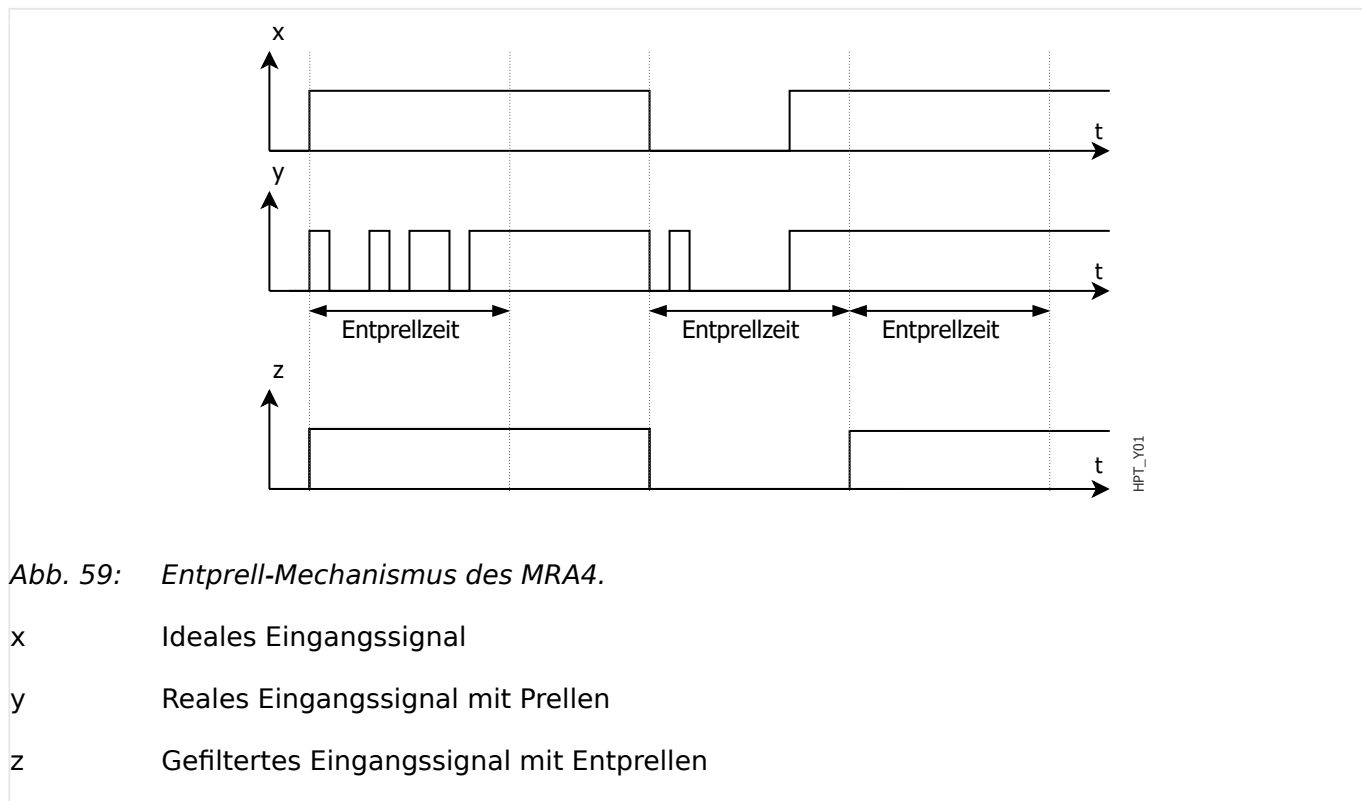 x
t
y
t
Entprellzeit Entprellzeit Entprellzeit
z
t
HPT_Y01
Abb. 59: Entprell-Mechanismus des MRA4.
x Ideales Eingangssignal
y Reales Eingangssignal mit Prellen
z Gefiltertes Eingangssignal mit Entprellen